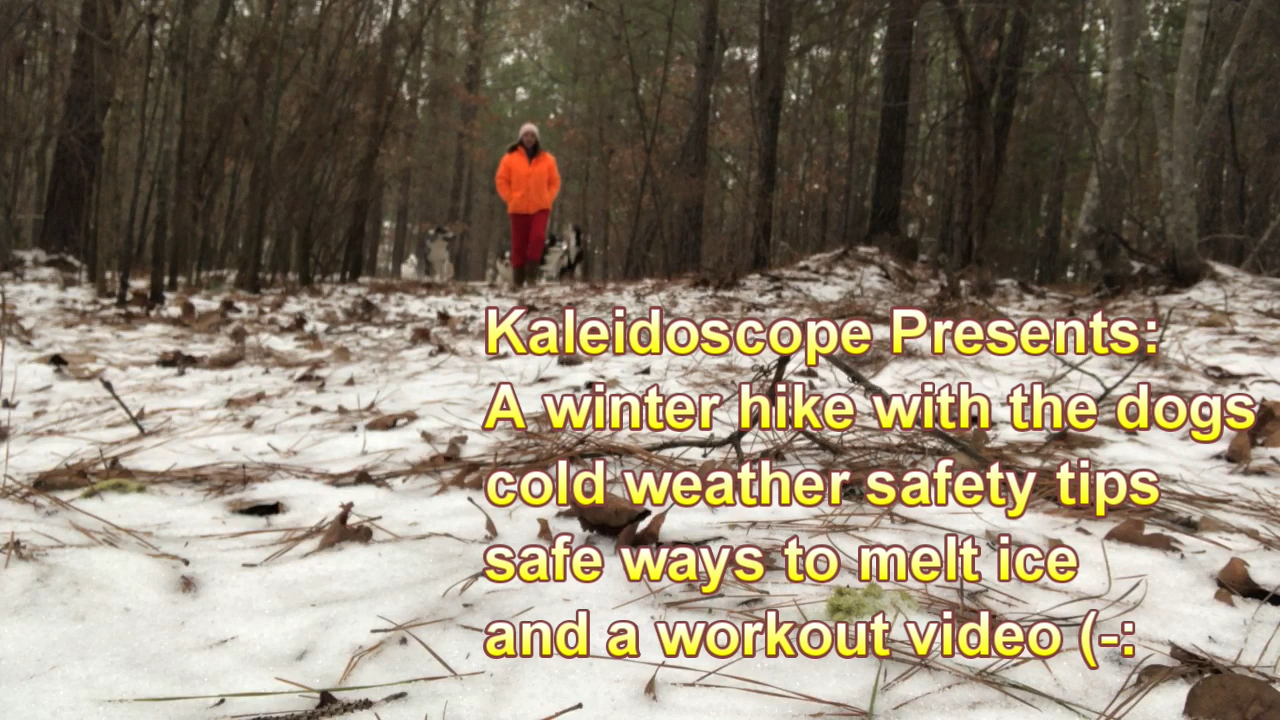 Kaleidoscope Presents:
A winter hike with the dogs
cold weather safety tips
safe ways to melt ice
and a workout video (-: